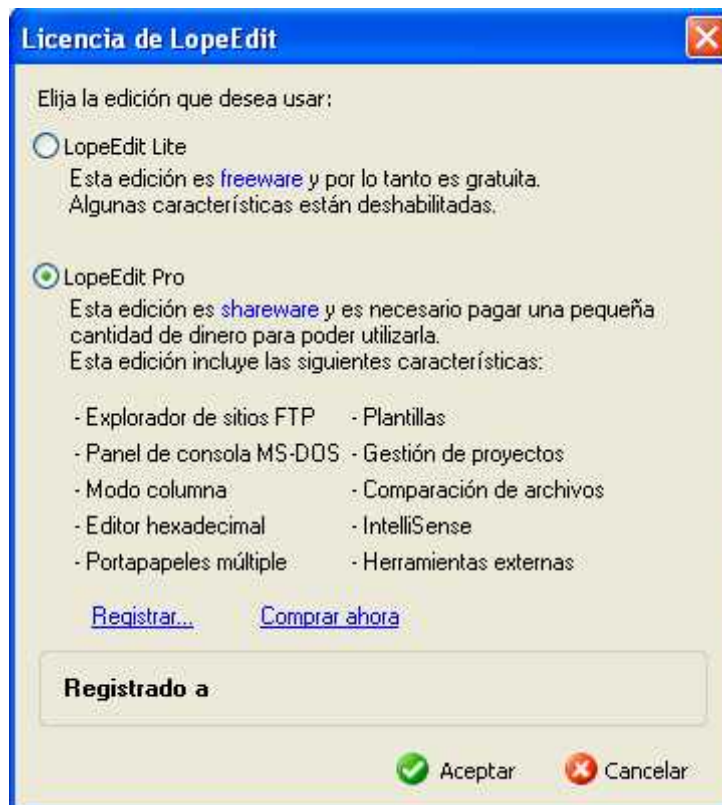 Licencia de LopeEdit
Elija la edición que desea usar:
LopeEdit Lite
Esta edición es freeware y por lo tanto es gratuita.
Algunas características están deshabilitadas.
LopeEdit Pro
Esta edición es shareware y es necesario pagar una pequeña
cantidad de dinero para poder utilizarla.
Esta edición incluye las siguientes características:
- Explorador de sitios FTP
- Panel de consola MS-DOS
- Modo columna
- Editor hexadecimal
- Portapapeles múltiple
- Plantillas
- Gestión de proyectos
- Comparación de archivos
- IntelliSense
- Herramientas externas
Registrar... Comprar ahora
Registrado a
Aceptar Cancelar